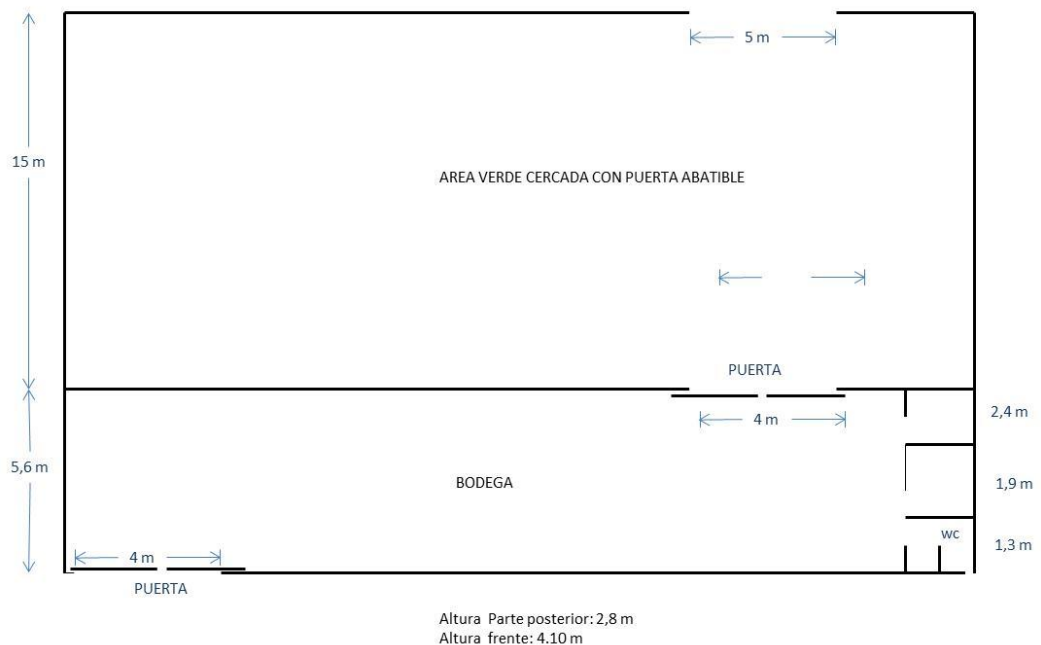 5 m
15 m
AREA VERDE CERCADA CON PUERTA ABATIBLE
PUERTA
2,4 m
4 m
5,6 m
BODEGA
1,9 m
wc
1,3 m
4 m
PUERTA
Altura Parte posterior: 2,8 m
Altura frente: 4.10 m